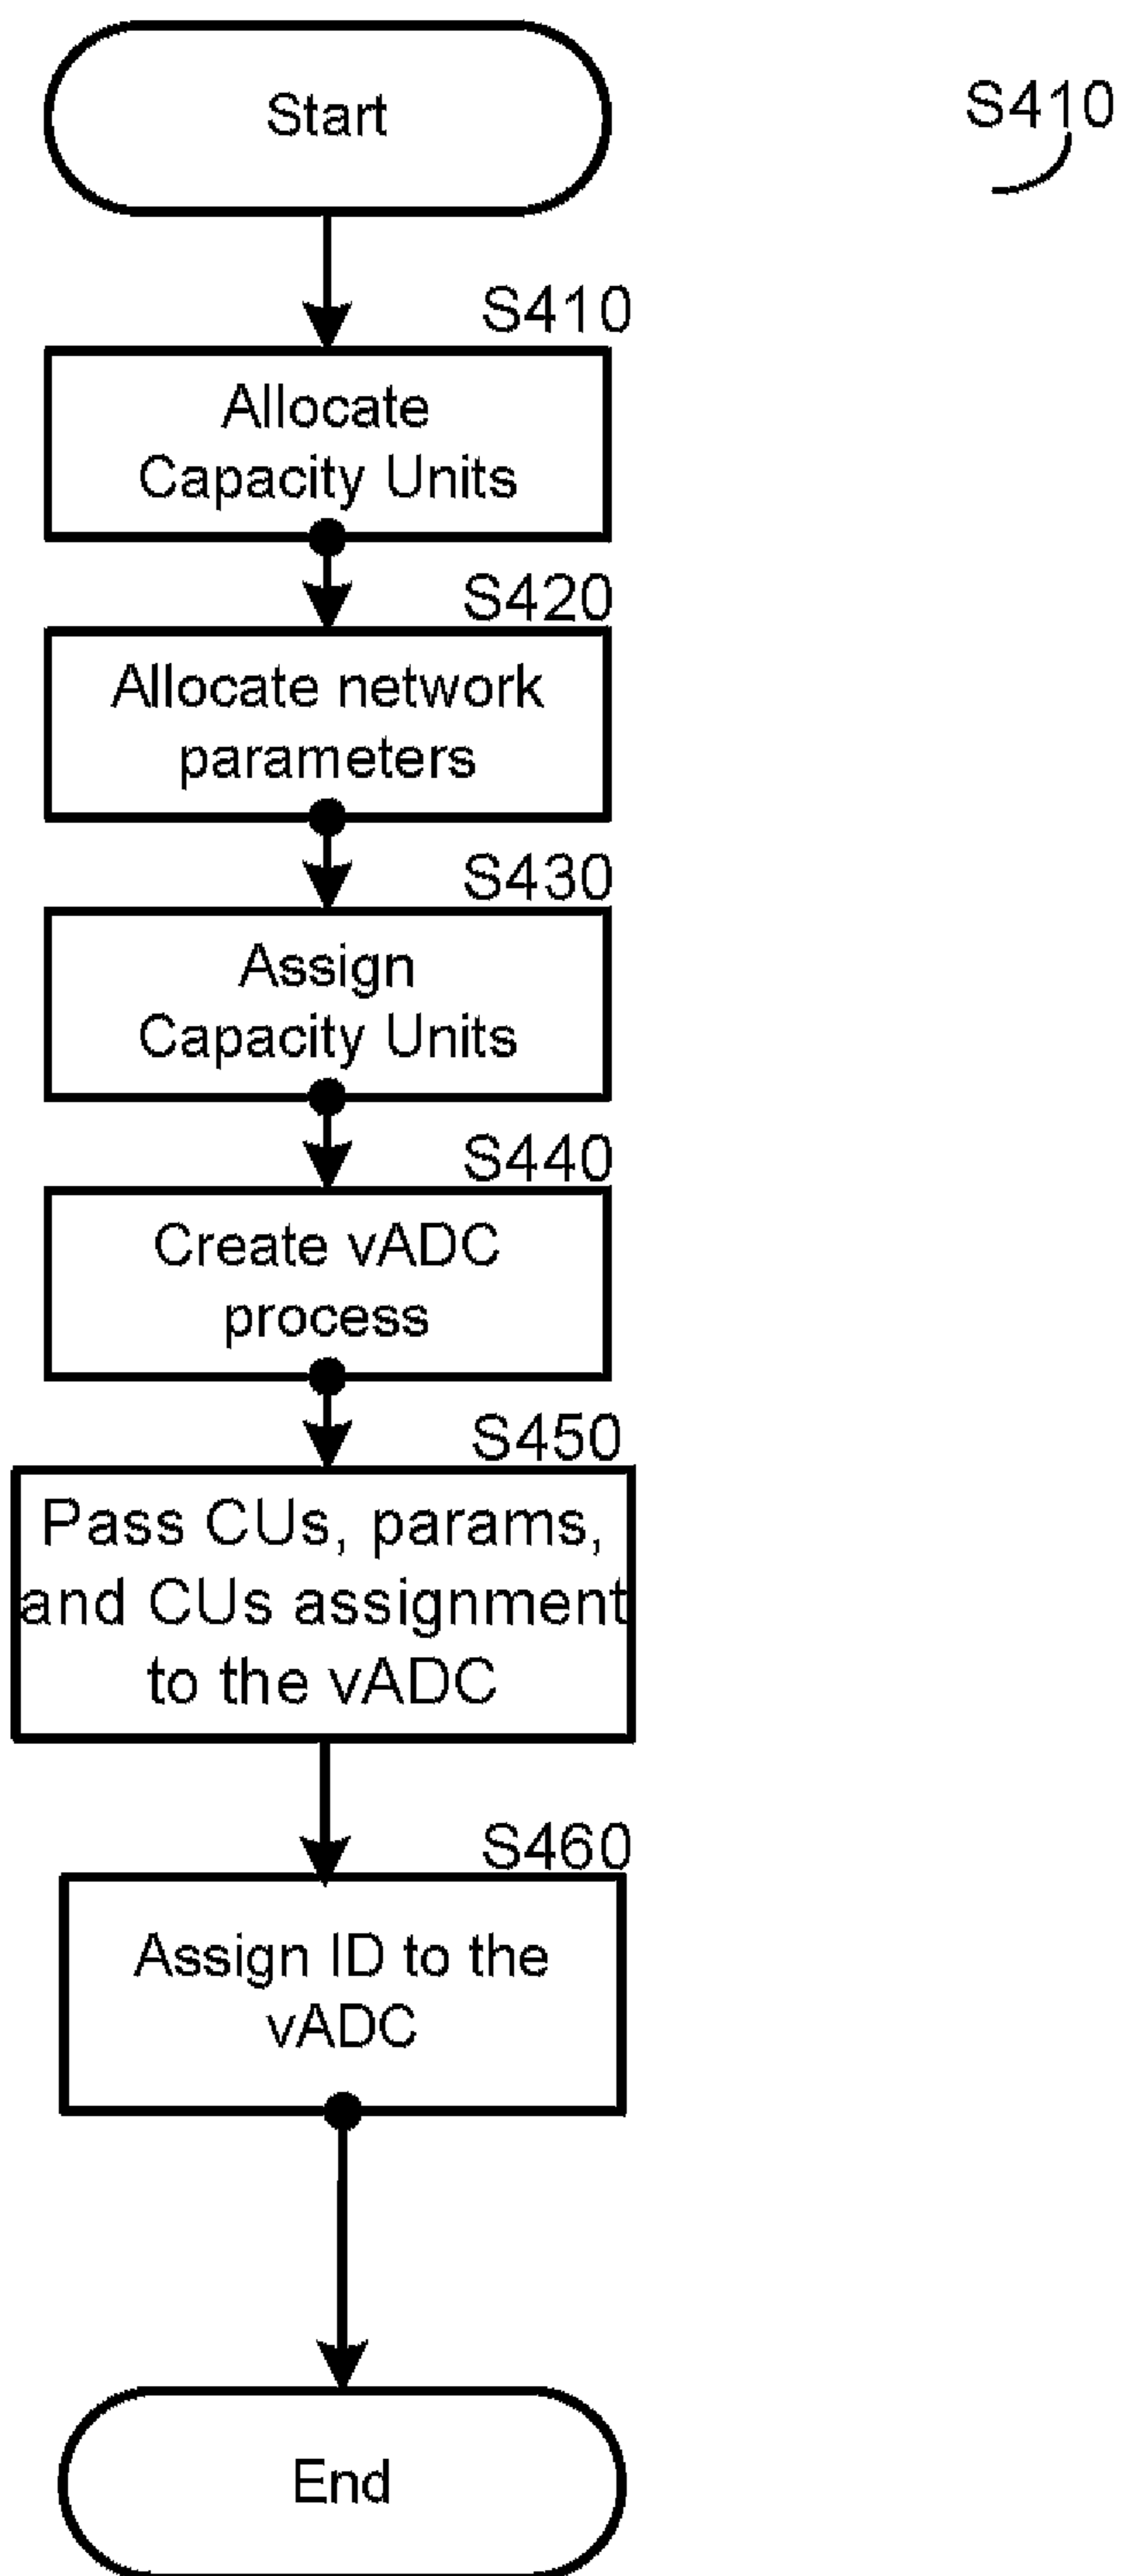 Start
S410
S410
Allocate
Capacity Units
S420
Allocate network
parameters
S430
Assign
Capacity Units
S440
Create vADC
process
S450
Pass CUs, params,
and CUs assignment
to the vADC
S460
Assign ID to the
vADC
End